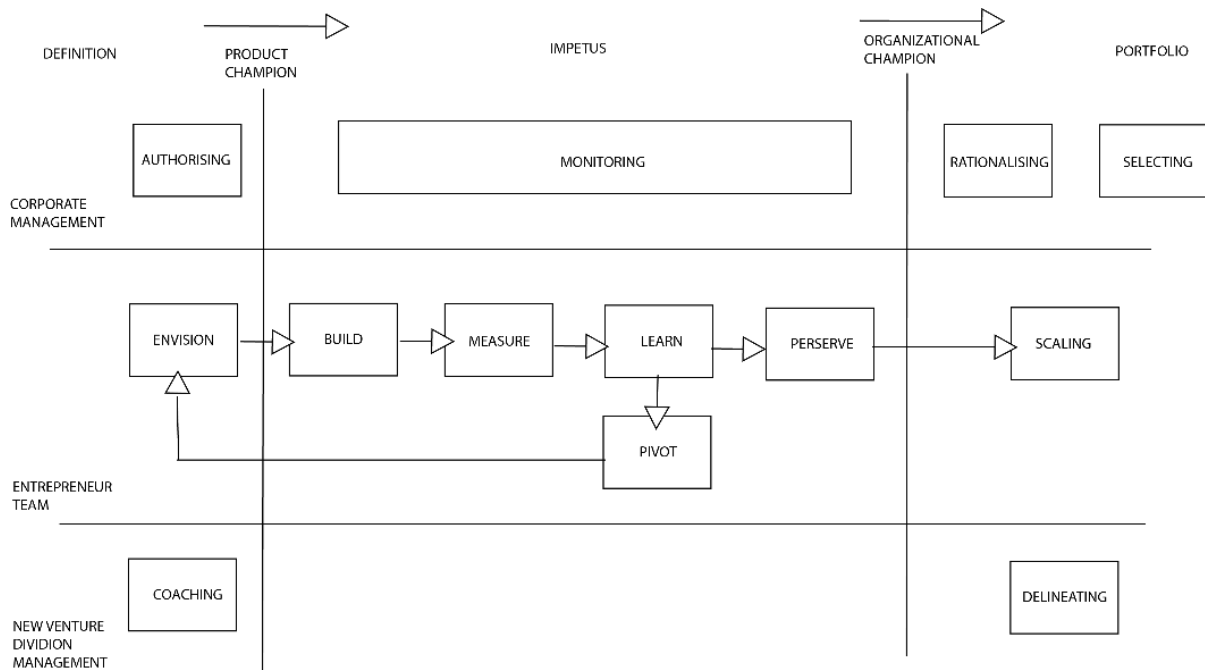 DEFINITION
PRODUCT
CHAMPION
IMPETUS
ORGANIZATIONAL
CHAMPION
PORTFOLIO
AUTHORISING
MONITORING
RATIONALISING
SELECTING
CORPORATE
MANAGEMENT
ENVISION
BUILD
MEASURE
LEARN
PERSERVE
SCALING
PIVOT
ENTREPRENEUR
TEAM
COACHING
DELINEATING
NEW VENTURE
DIVIDION
MANAGEMENT